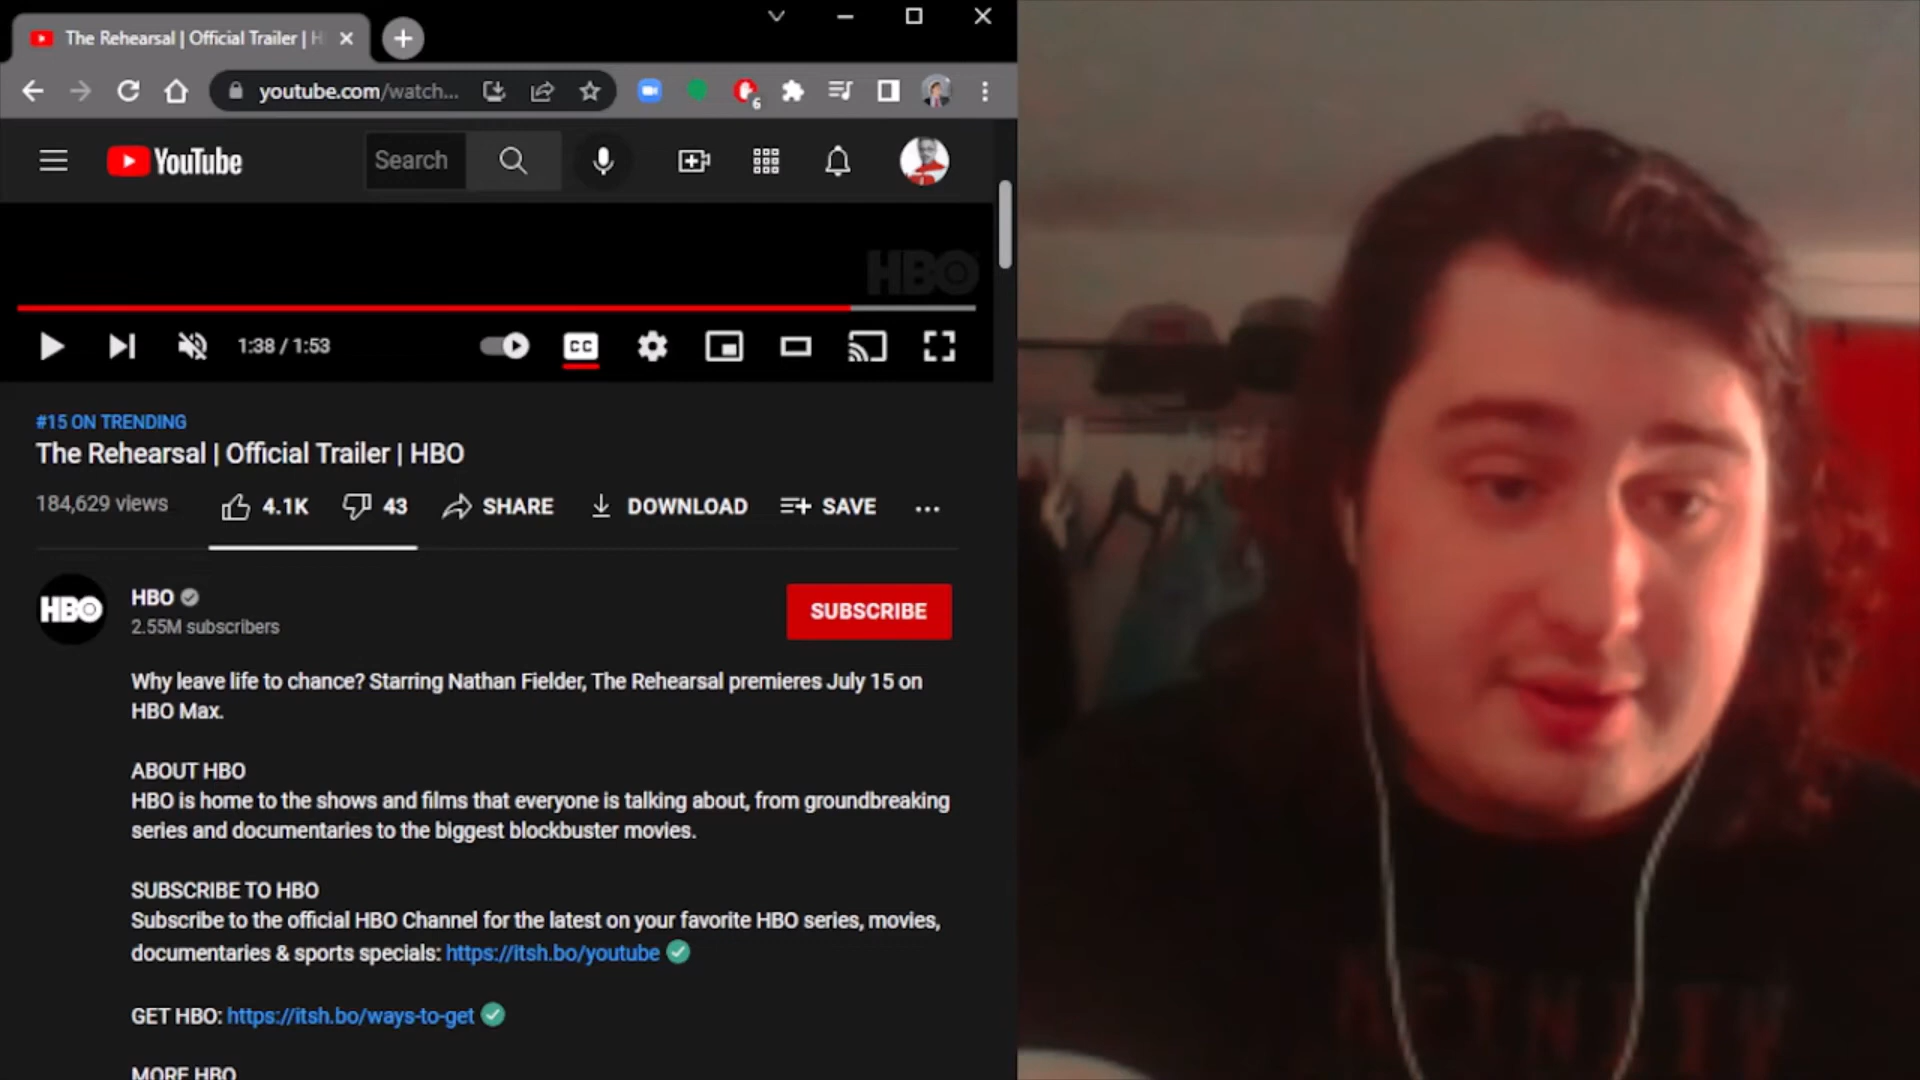 The Rehearsal | Official Trailer | H
youtube.com/watch...
6
YouTube
Search
HBO
1:38 / 1:53
CC
#15 ON TRENDING
The Rehearsal | Official Trailer | HBO
184,629 views
4.1K
43
SHARE
DOWNLOAD
SAVE
HBO
HBO
2.55M subscribers
SUBSCRIBE
Why leave life to chance? Starring Nathan Fielder, The Rehearsal premieres July 15 on
HBO Max.
ABOUT HBO
HBO is home to the shows and films that everyone is talking about, from groundbreaking
series and documentaries to the biggest blockbuster movies.
SUBSCRIBE TO HBO
Subscribe to the official HBO Channel for the latest on your favorite HBO series, movies,
documentaries & sports specials: https://itsh.bo/youtube
GET HBO: https://itsh.bo/ways-to-get
MORE HBO